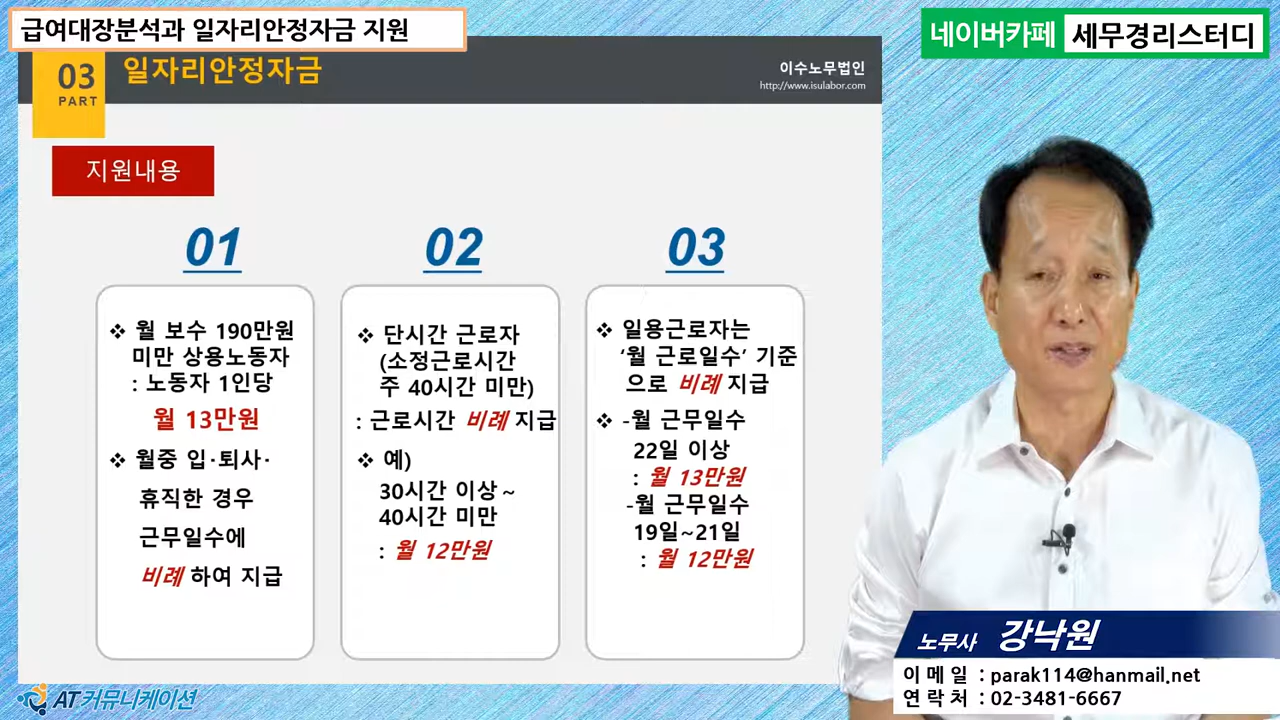 급여대장분석과 일자리안정자금 지원
네이버카페 세무경리스터디
03
PART
일자리안정자금
이수노무법인
http://www.isulabor.com
지원내용
01
❖ 월 보수 190만원
미만 상용노동자
: 노동자 1인당
월 13만원
❖ 월중 입·퇴사·
휴직한 경우
근무일수에
비례 하여 지급
02
❖ 단시간 근로자
(소정근로시간
주 40시간 미만)
: 근로시간 비례 지급
❖ 예)
30시간 이상 ~
40시간 미만
: 월 12만원
03
❖ 일용근로자는
‘월 근로일수’ 기준
으로 비례 지급
❖ -월 근무일수
22일 이상
: 월 13만원
-월 근무일수
19일~21일
: 월 12만원
노무사 강낙원
이 메 일 : parak114@hanmail.net
연 락 처 : 02-3481-6667
AT커뮤니케이션